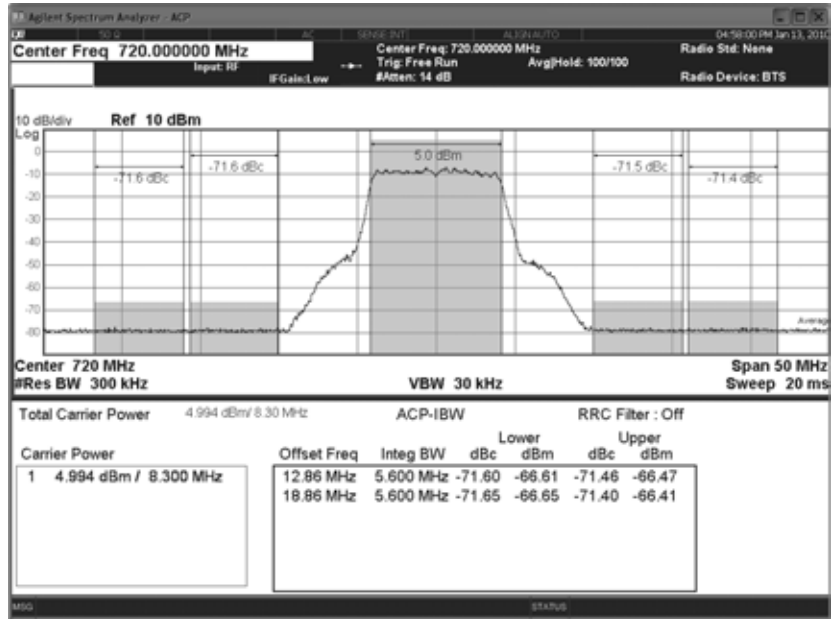 Agilent Spectrum Analyzer - ACP
50 Ω AC SENSE:INT ALIGNAUTO 04:58:00 PM Jan 13, 2010
Center Freq 720.000000 MHz
Center Freq: 720.000000 MHz
Radio Std: None
Input: RF
Trig: Free Run
Avg|Hold: 100/100
IFGain:Low
#Atten: 14 dB
Radio Device: BTS
10 dB/div Ref 10 dBm
Log
0
-10
-20
-30
-40
-50
-60
-70
-80
-71.6 dBc
-71.6 dBc
5.0 dBm
-71.5 dBc
-71.4 dBc
Average
Center 720 MHz Span 50 MHz
#Res BW 300 kHz VBW 30 kHz Sweep 20 ms
Total Carrier Power 4.994 dBm/ 8.30 MHz ACP-IBW RRC Filter : Off
Lower Upper
Carrier Power Offset Freq Integ BW dBc dBm dBc dBm
1 4.994 dBm / 8.300 MHz
12.86 MHz 5.600 MHz -71.60 -66.61 -71.46 -66.47
18.86 MHz 5.600 MHz -71.65 -66.65 -71.40 -66.41
MSG STATUS